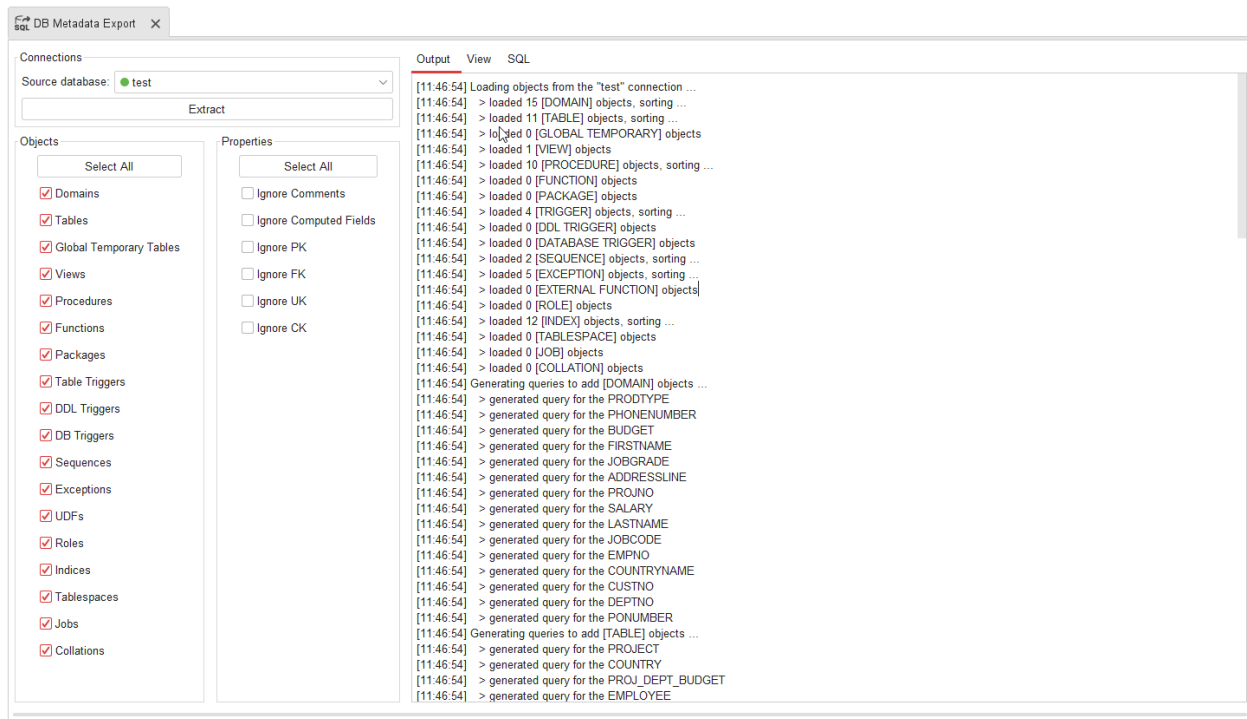 SQL DB Metadata Export
Connections
Source database: test
Extract
Objects
Select All
Domains
Tables
Global Temporary Tables
Views
Procedures
Functions
Packages
Table Triggers
DDL Triggers
DB Triggers
Sequences
Exceptions
UDFs
Roles
Indices
Tablespaces
Jobs
Collations
Properties
Select All
Ignore Comments
Ignore Computed Fields
Ignore PK
Ignore FK
Ignore UK
Ignore CK
Output View SQL
[11:46:54] Loading objects from the "test" connection ...
[11:46:54] > loaded 15 [DOMAIN] objects, sorting ...
[11:46:54] > loaded 11 [TABLE] objects, sorting ...
[11:46:54] > loaded 0 [GLOBAL TEMPORARY] objects
[11:46:54] > loaded 1 [VIEW] objects
[11:46:54] > loaded 10 [PROCEDURE] objects, sorting ...
[11:46:54] > loaded 0 [FUNCTION] objects
[11:46:54] > loaded 0 [PACKAGE] objects
[11:46:54] > loaded 4 [TRIGGER] objects, sorting ...
[11:46:54] > loaded 0 [DDL TRIGGER] objects
[11:46:54] > loaded 0 [DATABASE TRIGGER] objects
[11:46:54] > loaded 2 [SEQUENCE] objects, sorting ...
[11:46:54] > loaded 5 [EXCEPTION] objects, sorting ...
[11:46:54] > loaded 0 [EXTERNAL FUNCTION] objects
[11:46:54] > loaded 0 [ROLE] objects
[11:46:54] > loaded 12 [INDEX] objects, sorting ...
[11:46:54] > loaded 0 [TABLESPACE] objects
[11:46:54] > loaded 0 [JOB] objects
[11:46:54] > loaded 0 [COLLATION] objects
[11:46:54] Generating queries to add [DOMAIN] objects ...
[11:46:54] > generated query for the PRODTYPE
[11:46:54] > generated query for the PHONENUMBER
[11:46:54] > generated query for the BUDGET
[11:46:54] > generated query for the FIRSTNAME
[11:46:54] > generated query for the JOBGRADE
[11:46:54] > generated query for the ADDRESSLINE
[11:46:54] > generated query for the PROJNO
[11:46:54] > generated query for the SALARY
[11:46:54] > generated query for the LASTNAME
[11:46:54] > generated query for the JOBCODE
[11:46:54] > generated query for the EMPNO
[11:46:54] > generated query for the COUNTRYNAME
[11:46:54] > generated query for the CUSTNO
[11:46:54] > generated query for the DEPTNO
[11:46:54] > generated query for the PONUMBER
[11:46:54] Generating queries to add [TABLE] objects ...
[11:46:54] > generated query for the PROJECT
[11:46:54] > generated query for the COUNTRY
[11:46:54] > generated query for the PROJ_DEPT_BUDGET
[11:46:54] > generated query for the EMPLOYEE